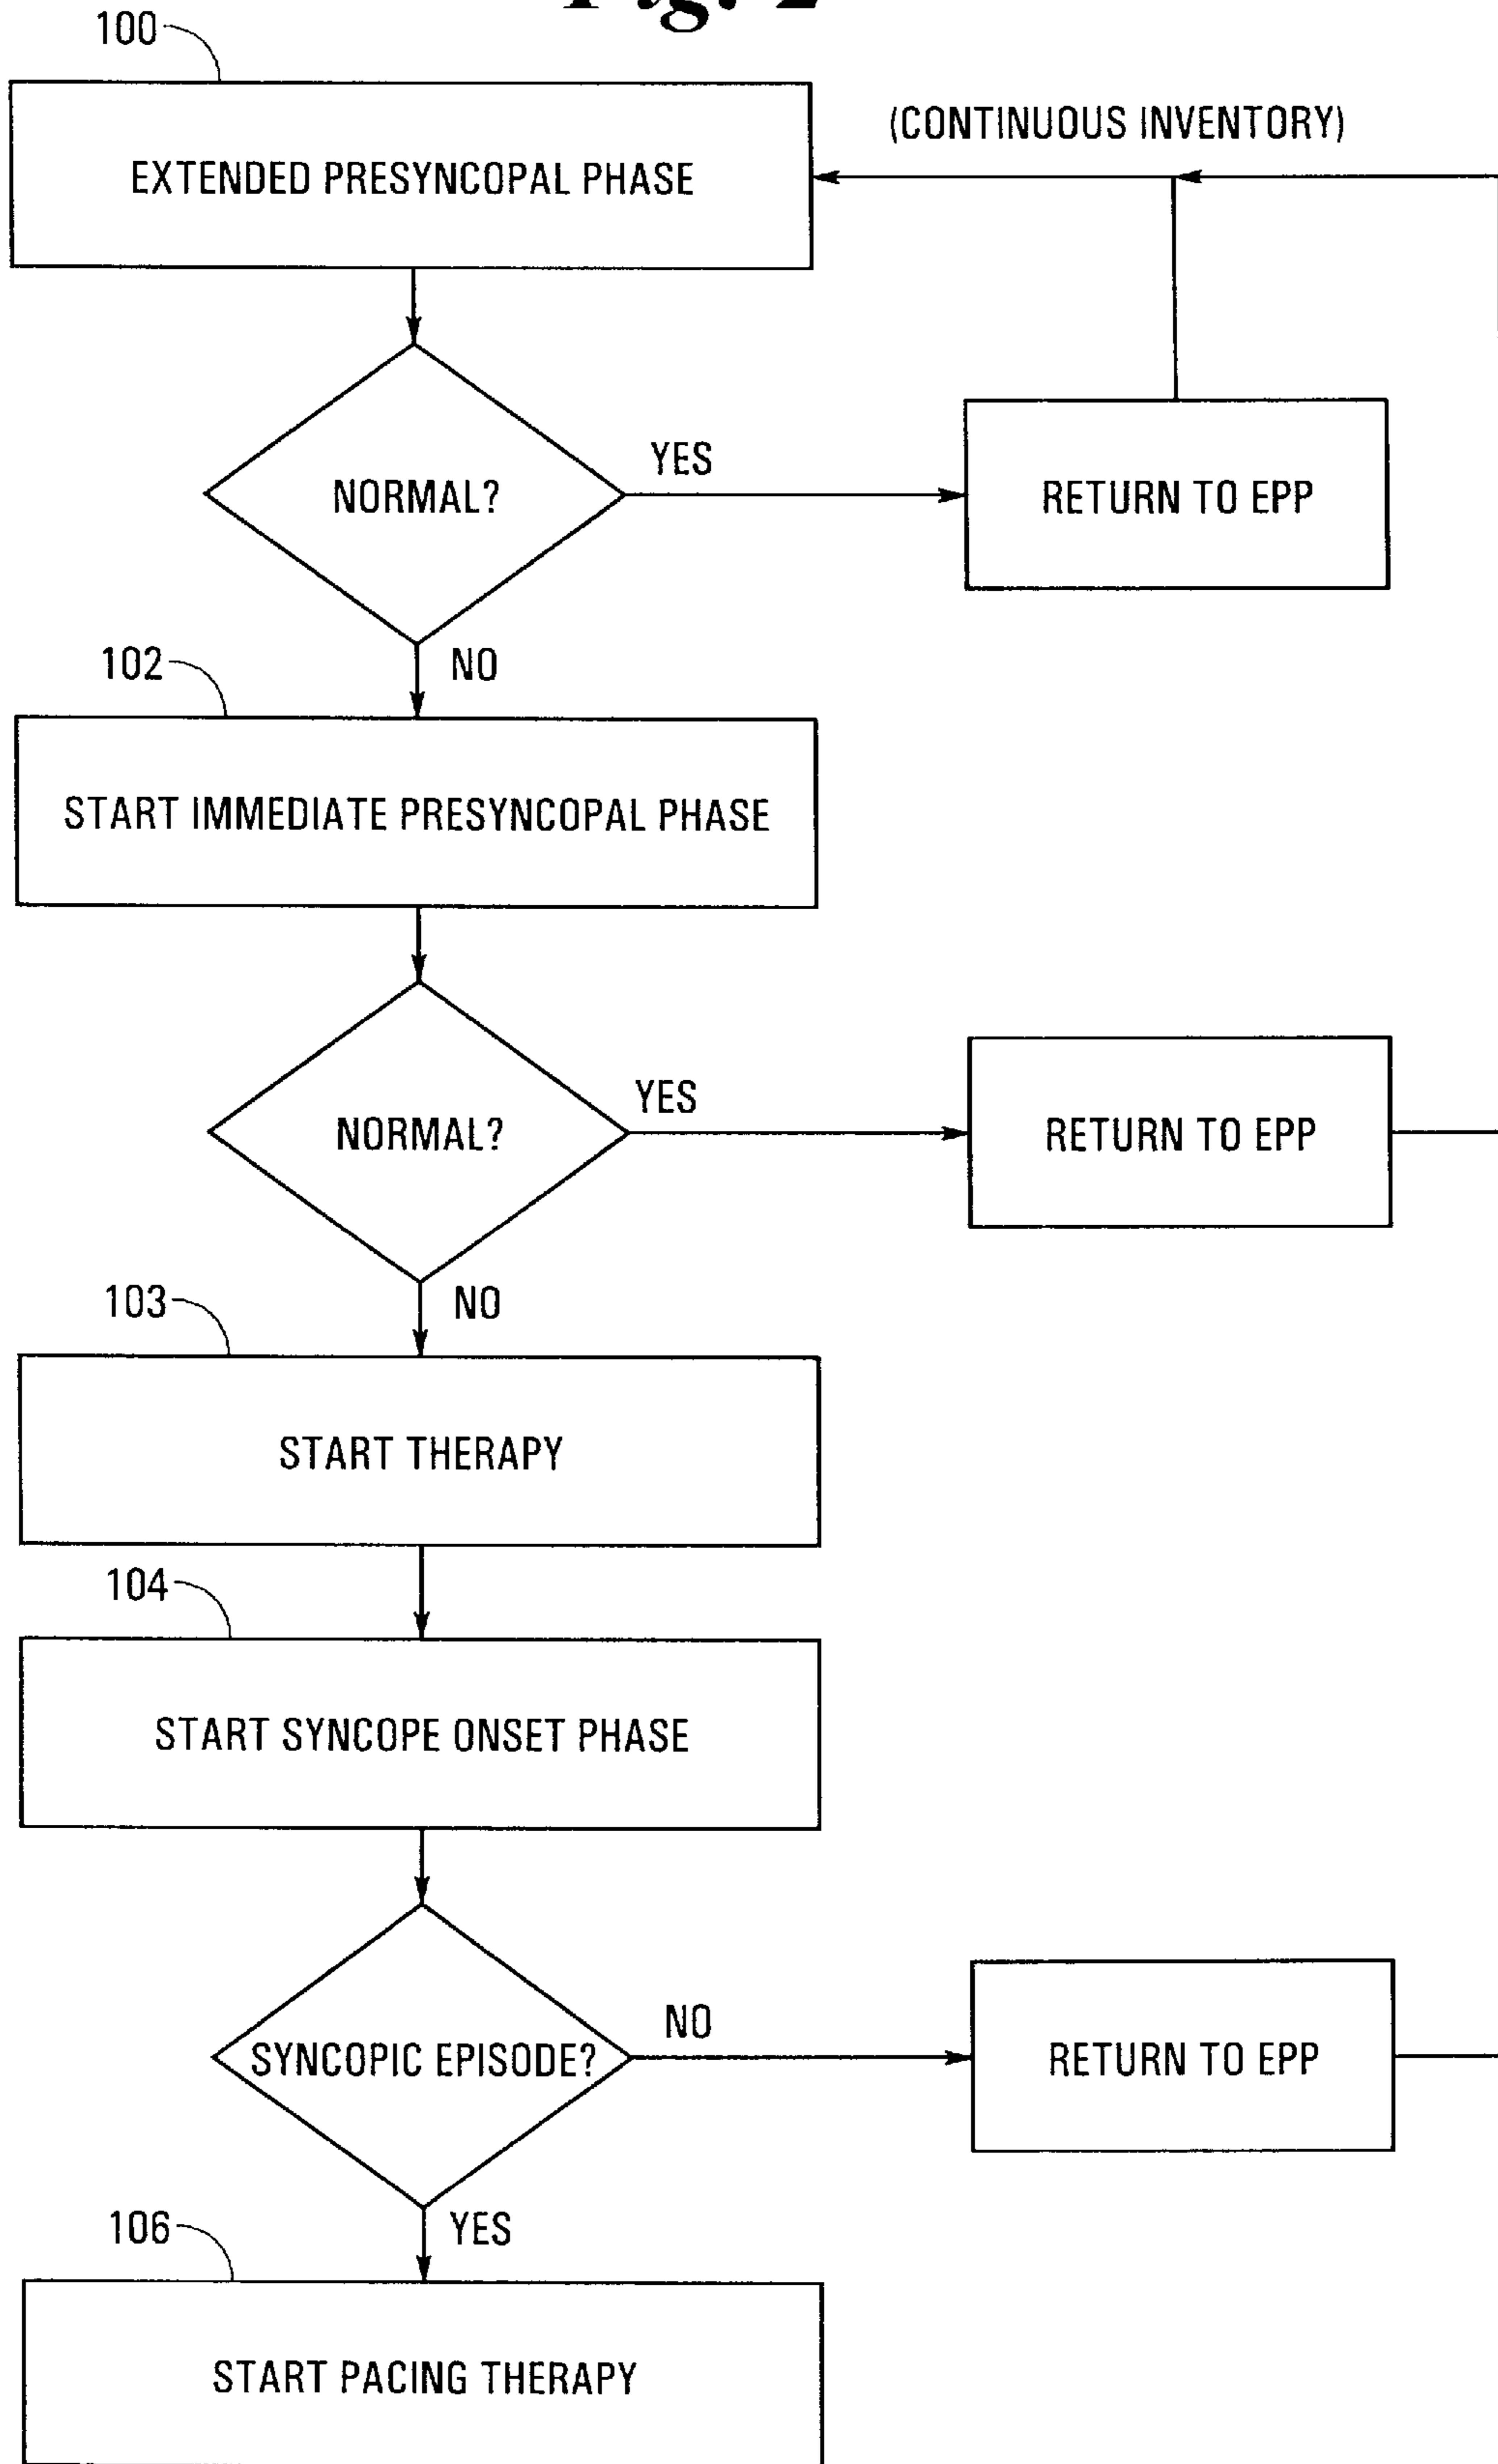 100
(CONTINUOUS INVENTORY)
EXTENDED PRESYNCOPAL PHASE
YES
NORMAL?
RETURN TO EPP
NO
102
START IMMEDIATE PRESYNCOPAL PHASE
YES
NORMAL?
RETURN TO EPP
NO
103
START THERAPY
104
START SYNCOPE ONSET PHASE
NO
SYNCOPIC EPISODE?
RETURN TO EPP
YES
106
START PACING THERAPY